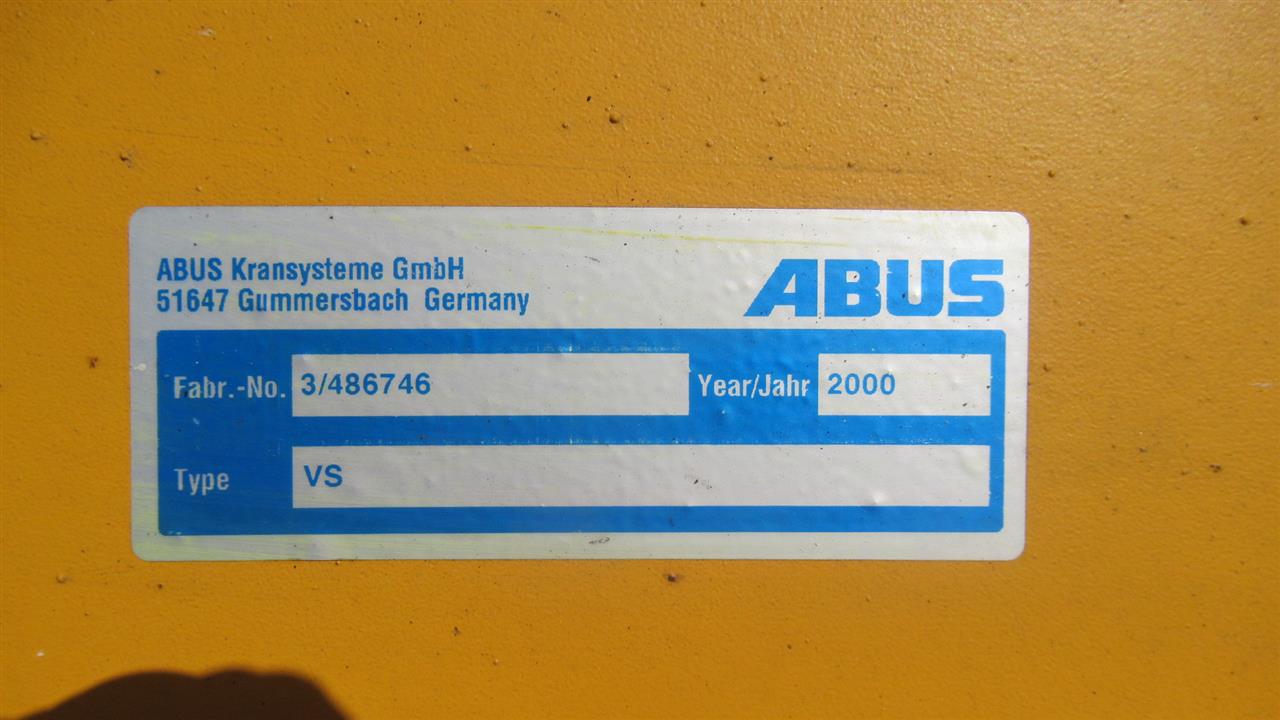 ABUS Kransysteme GmbH
51647 Gummersbach Germany
ABUS
Fabr.-No. 3/486746 Year/Jahr 2000
Type VS